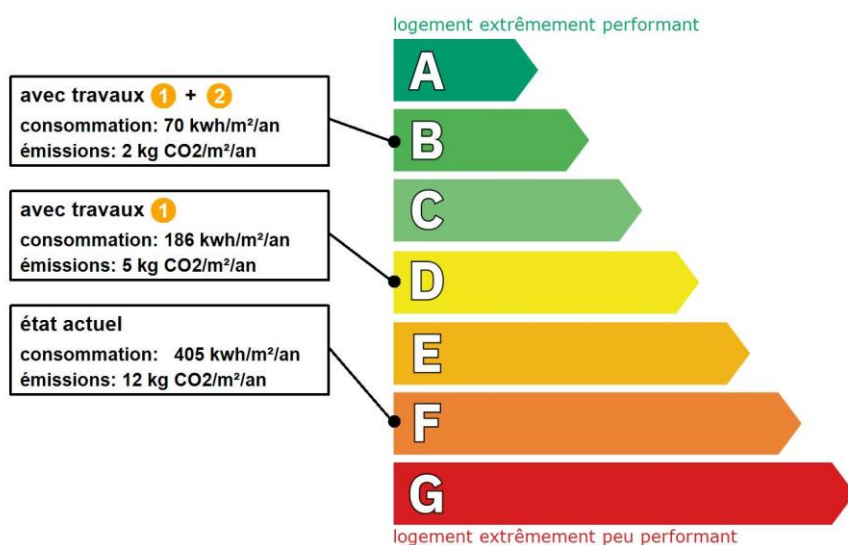 logement extrêmement performant
A
avec travaux 1 + 2
consommation: 70 kwh/m²/an
émissions: 2 kg CO2/m²/an
B
avec travaux 1
consommation: 186 kwh/m²/an
émissions: 5 kg CO2/m²/an
C
D
état actuel
consommation: 405 kwh/m²/an
émissions: 12 kg CO2/m²/an
E
F
G
logement extrêmement peu performant